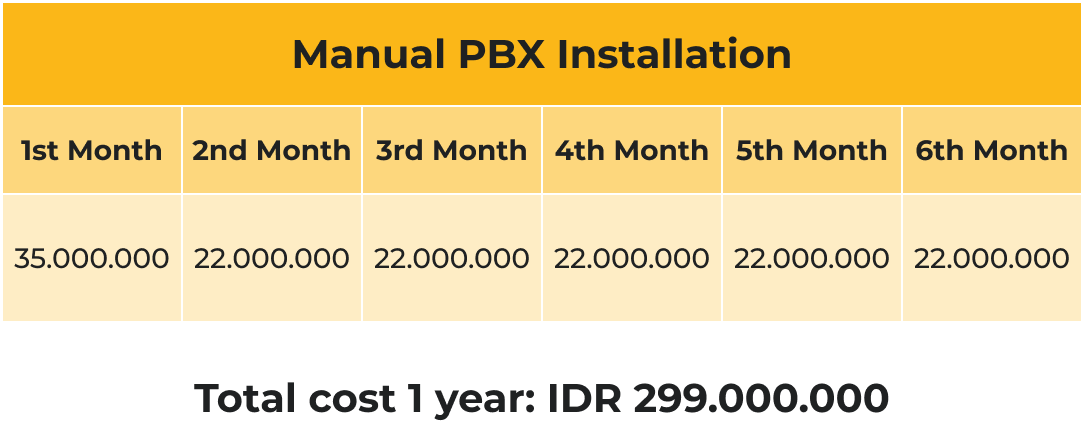 Manual PBX Installation
1st Month 2nd Month 3rd Month 4th Month 5th Month 6th Month
35.000.000 22.000.000 22.000.000 22.000.000 22.000.000 22.000.000
Total cost 1 year: IDR 299.000.000